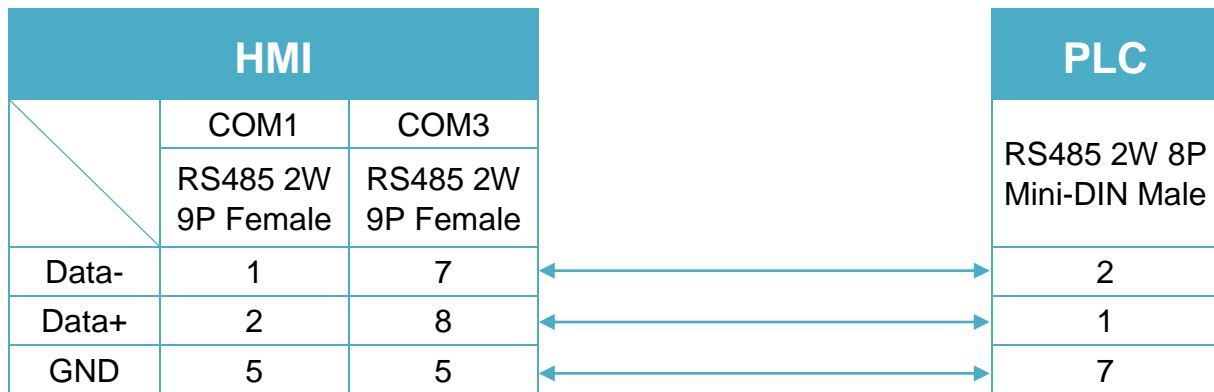 HMI PLC
COM1 COM3
RS485 2W 9P Female RS485 2W 9P Female RS485 2W 8P Mini-DIN Male
Data- 1 7 2
Data+ 2 8 1
GND 5 5 7